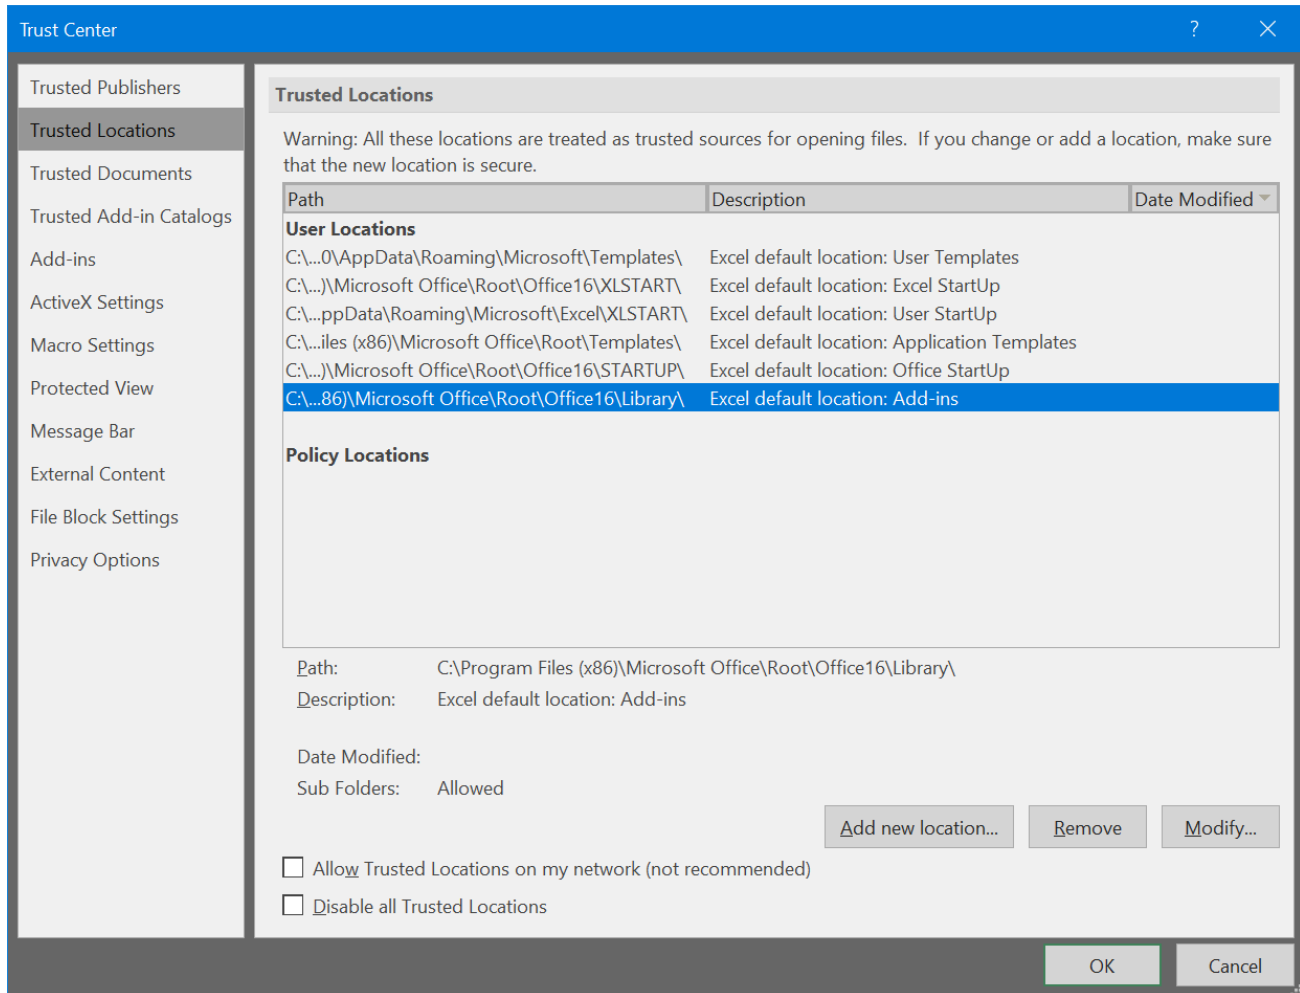 Trust Center
?
Trusted Publishers
Trusted Locations
Trusted Documents
Trusted Add-in Catalogs
Add-ins
ActiveX Settings
Macro Settings
Protected View
Message Bar
External Content
File Block Settings
Privacy Options
Trusted Locations
Warning: All these locations are treated as trusted sources for opening files.  If you change or add a location, make sure
that the new location is secure.
Path Description Date Modified
User Locations
C:\...0\AppData\Roaming\Microsoft\Templates\ Excel default location: User Templates
C:\...)\Microsoft Office\Root\Office16\XLSTART\ Excel default location: Excel StartUp
C:\...ppData\Roaming\Microsoft\Excel\XLSTART\ Excel default location: User StartUp
C:\...iles (x86)\Microsoft Office\Root\Templates\ Excel default location: Application Templates
C:\...)\Microsoft Office\Root\Office16\STARTUP\ Excel default location: Office StartUp
C:\...86)\Microsoft Office\Root\Office16\Library\ Excel default location: Add-ins
Policy Locations
Path: C:\Program Files (x86)\Microsoft Office\Root\Office16\Library\
Description: Excel default location: Add-ins
Date Modified:
Sub Folders: Allowed
Add new location... Remove Modify...
Allow Trusted Locations on my network (not recommended)
Disable all Trusted Locations
OK Cancel